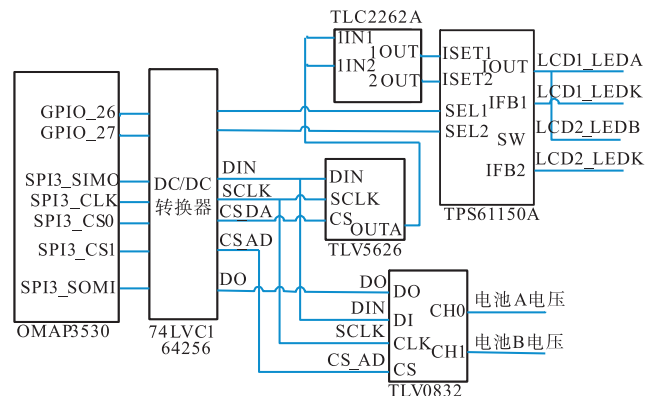 TLC2262A
1IN1
1IN2
1OUT
2OUT
ISET1
ISET2
SEL1
SEL2
IOUT
IFB1
SW
IFB2
TPS61150A
LCD1_LEDA
LCD1_LEDK
LCD2_LEDB
LCD2_LEDK
GPIO_26
GPIO_27
SPI3_SIMO
SPI3_CLK
SPI3_CS0
SPI3_CS1
SPI3_SOMI
OMAP3530
DC/DC
转换器
74LVC1
64256
DIN
SCLK
CSDA
CS_AD
DO
DIN
SCLK
CS
OUTA
TLV5626
DO
DIN
SCLK
CS_AD
DO
DI
CLK
CS
CH0
CH1
TLV0832
电池A电压
电池B电压